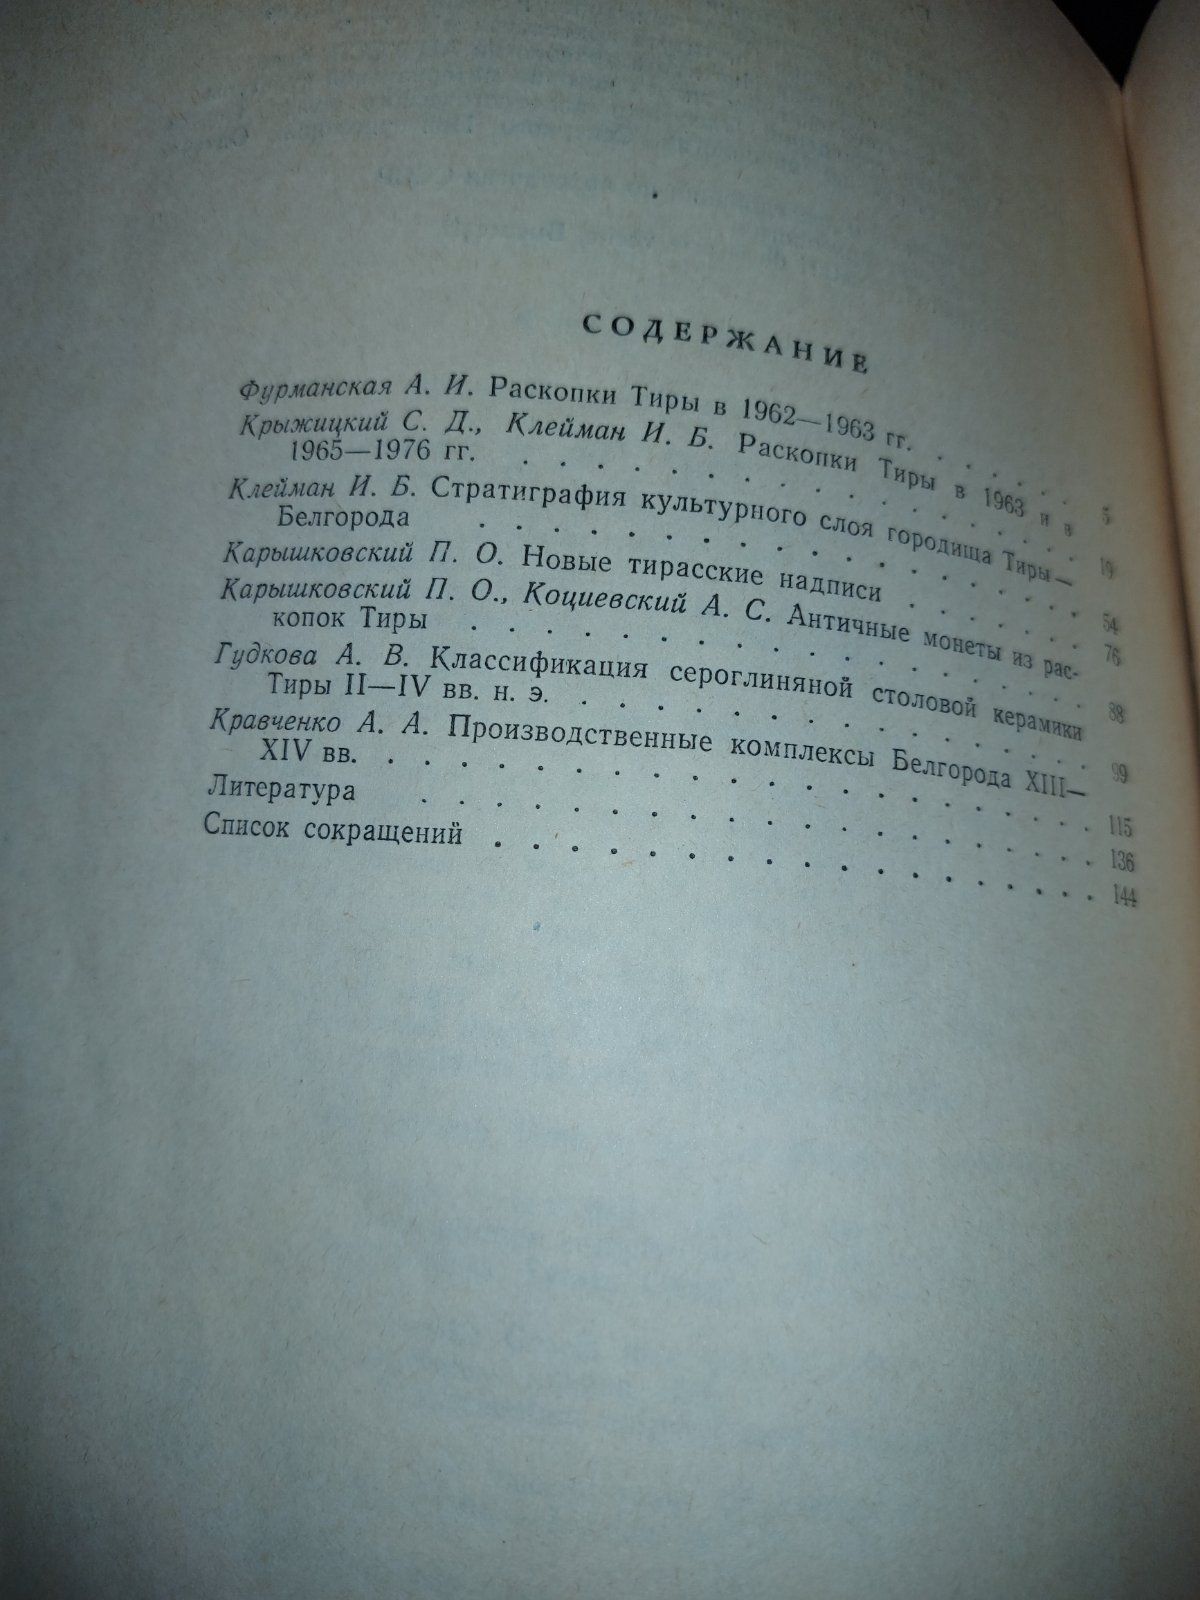 СОДЕРЖАНИЕ
Фурманская А. И. Раскопки Тиры в 1962—1963 гг. . . . . . 5
Крыжицкий С. Д., Клейман И. Б. Раскопки Тиры в 1963 и в
1965—1976 гг. . . . . . . . . . . . . . . . . 19
Клейман И. Б. Стратиграфия культурного слоя городища Тиры—
Белгорода . . . . . . . . . . . . . . . . . 54
Карышковский П. О. Новые тирасские надписи . . . . . . 76
Карышковский П. О., Коциевский А. С. Античные монеты из рас-
копок Тиры . . . . . . . . . . . . . . . . . 88
Гудкова А. В. Классификация сероглиняной столовой керамики
Тиры II—IV вв. н. э. . . . . . . . . . . . . . . 99
Кравченко А. А. Производственные комплексы Белгорода XIII—
XIV вв. . . . . . . . . . . . . . . . . . . . 115
Литература . . . . . . . . . . . . . . . . . . 136
Список сокращений . . . . . . . . . . . . . . . . 144